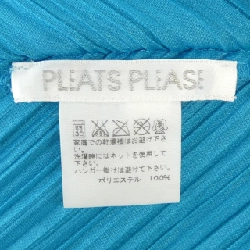 PLEATS PLEASE
家庭での乾燥機はお避け下さい。
洗濯時にはネットを使用して
下さい。
ハンガー掛けは避けて下さい。
ポリエステル 100%